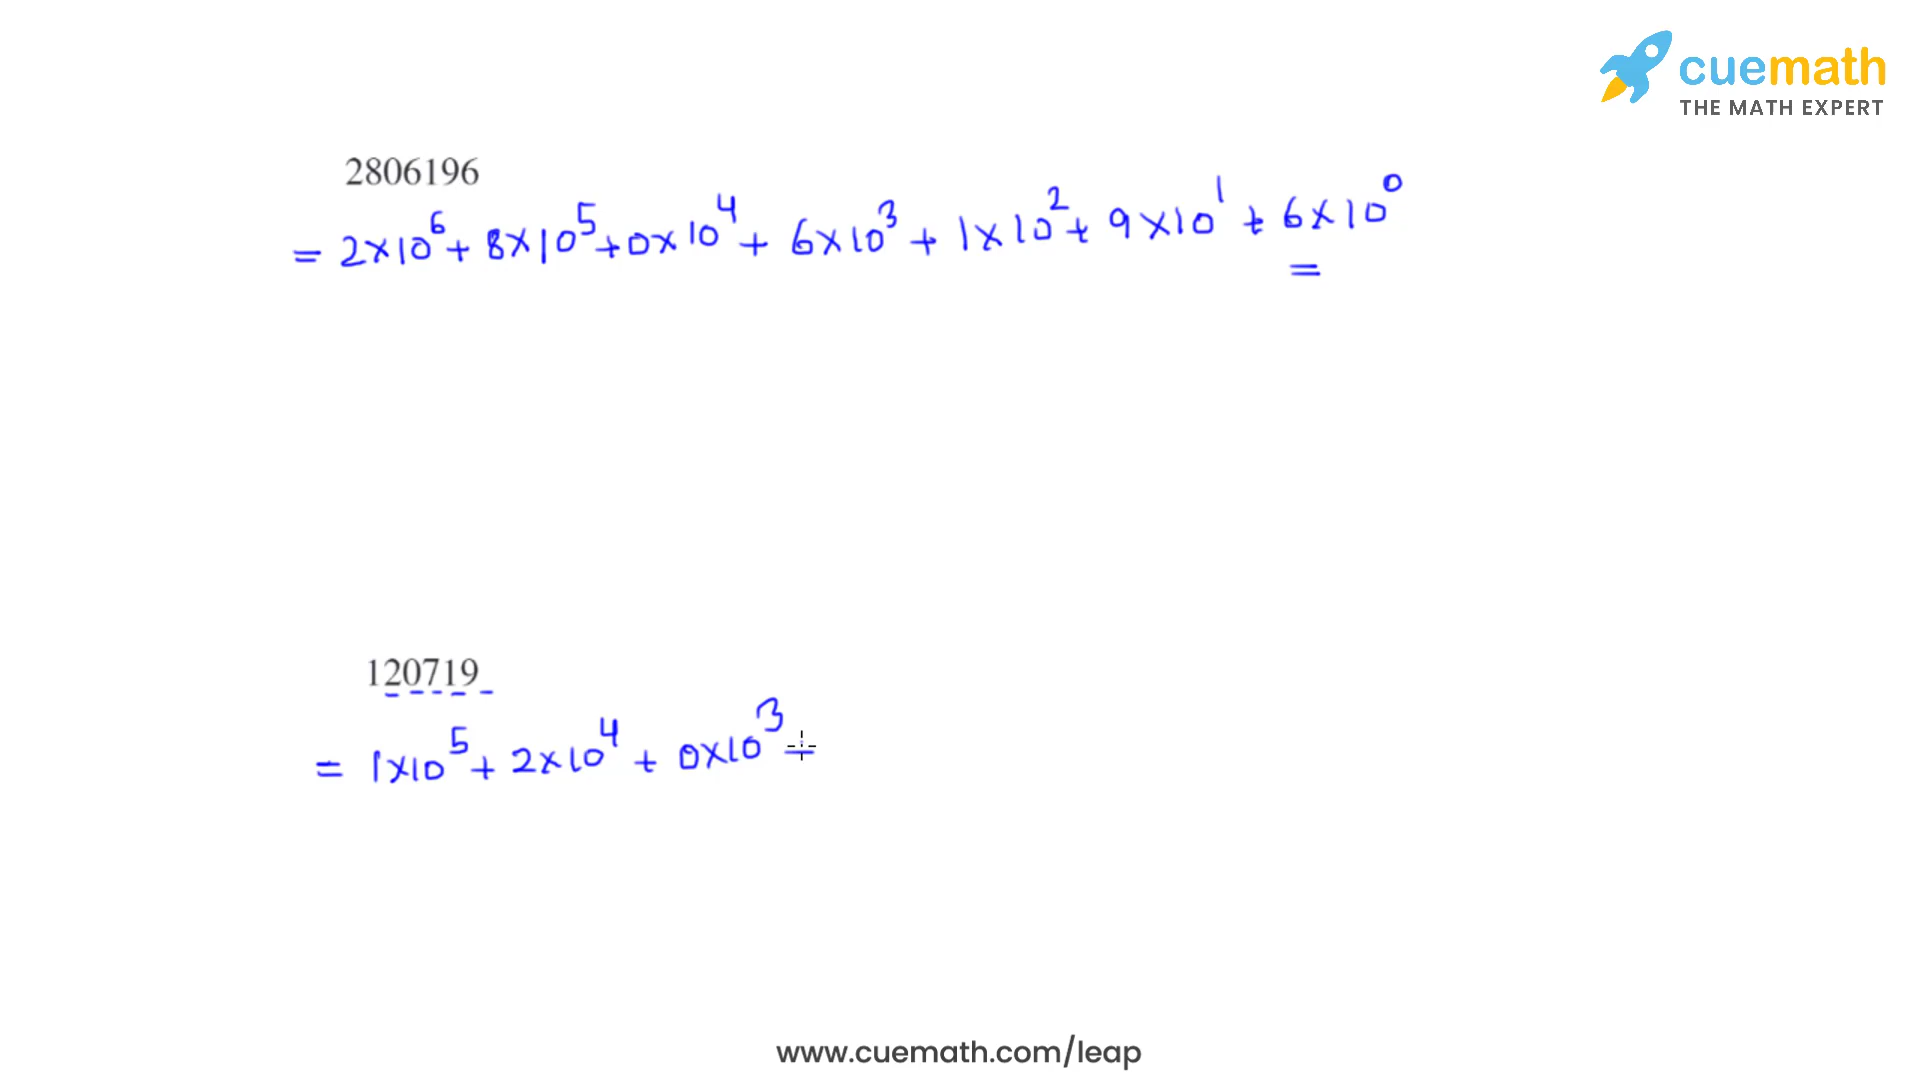 cuemath
THE MATH EXPERT
2806196
= 2×10⁶ + 8×10⁵ + 0×10⁴ + 6×10³ + 1×10² + 9×10¹ + 6×10⁰
=
120719
= 1×10⁵ + 2×10⁴ + 0×10³ +
www.cuemath.com/leap